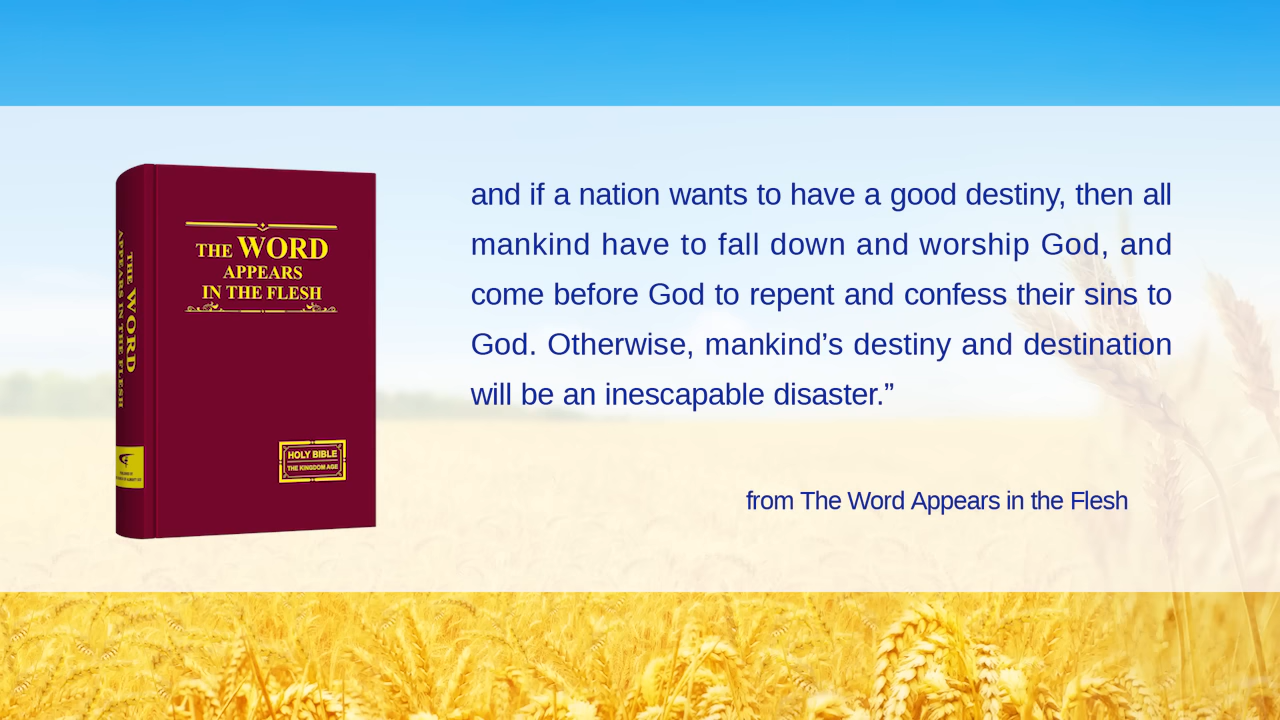 THE WORD
APPEARS
IN THE FLESH
THE WORD
APPEARS IN THE FLESH
HOLY BIBLE
THE KINGDOM AGE
and if a nation wants to have a good destiny, then all
mankind have to fall down and worship God, and
come before God to repent and confess their sins to
God. Otherwise, mankind’s destiny and destination
will be an inescapable disaster.”
from The Word Appears in the Flesh